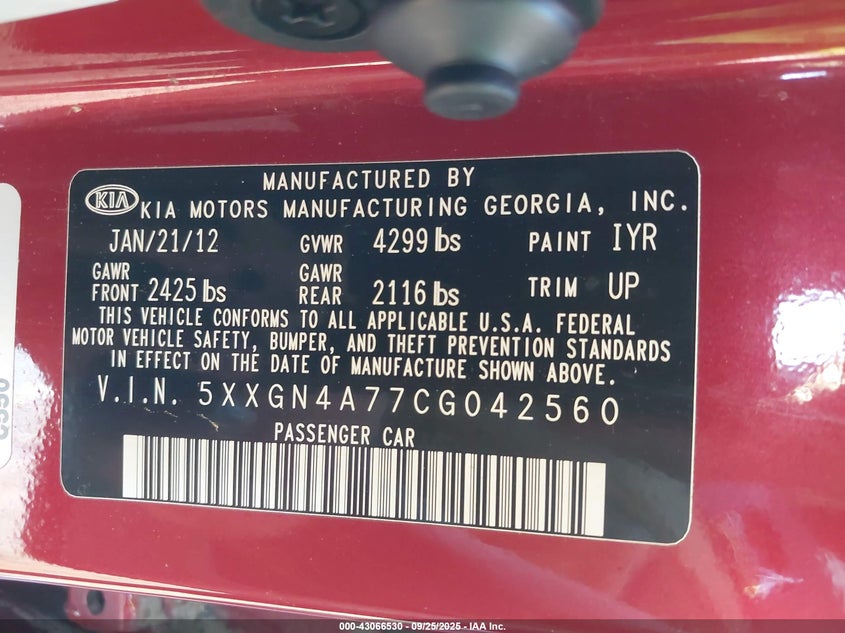 MANUFACTURED BY
KIA KIA MOTORS MANUFACTURING GEORGIA, INC.
JAN/21/12 GVWR 4299 lbs PAINT IYR
GAWR FRONT 2425 lbs GAWR REAR 2116 lbs TRIM UP
THIS VEHICLE CONFORMS TO ALL APPLICABLE U.S.A. FEDERAL
MOTOR VEHICLE SAFETY, BUMPER, AND THEFT PREVENTION STANDARDS
IN EFFECT ON THE DATE OF MANUFACTURE SHOWN ABOVE.
V.I.N. 5XXGN4A77CG042560
PASSENGER CAR
000-43066530 - 09/25/2025 - IAA Inc.